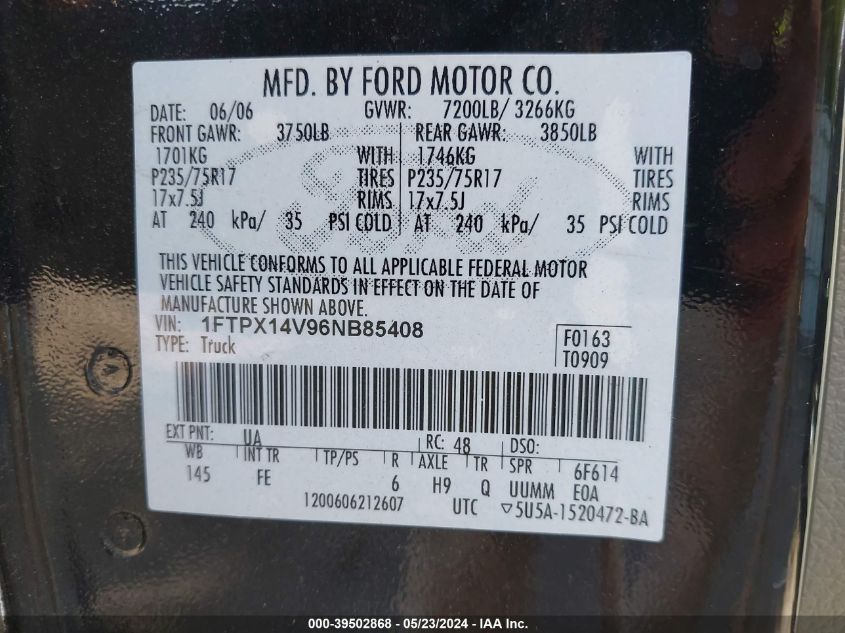 MFD. BY FORD MOTOR CO.
DATE: 06/06 GVWR: 7200LB/ 3266KG
FRONT GAWR: 3750LB REAR GAWR: 3850LB
1701KG WITH 1746KG WITH
P235/75R17 TIRES P235/75R17 TIRES
17x7.5J RIMS 17x7.5J RIMS
AT 240 kPa/ 35 PSI COLD AT 240 kPa/ 35 PSI COLD
Ford
THIS VEHICLE CONFORMS TO ALL APPLICABLE FEDERAL MOTOR
VEHICLE SAFETY STANDARDS IN EFFECT ON THE DATE OF
MANUFACTURE SHOWN ABOVE.
VIN: 1FTPX14V96NB85408 F0163
TYPE: Truck T0909
EXT PNT: UA RC: 48 DSO:
WB INT TR TP/PS R AXLE TR SPR 6F614
145 FE 6 H9 Q UUMM EOA
1200606212607 UTC ▽5U5A-1520472-BA
000-39502868 - 05/23/2024 - IAAI, Inc.